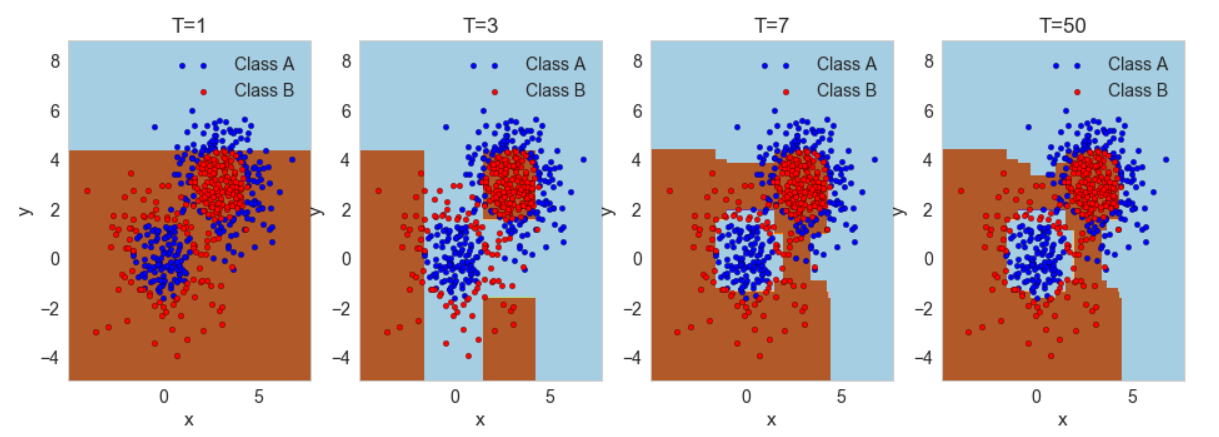 T=1 T=3 T=7 T=50
8 Class A 8 Class A 8 Class A 8 Class A
Class B Class B Class B Class B
6 6 6 6
4 4 4 4
y 2 y 2 y 2 y 2
0 0 0 0
−2 −2 −2 −2
−4 −4 −4 −4
0 5 0 5 0 5 0 5
x x x x